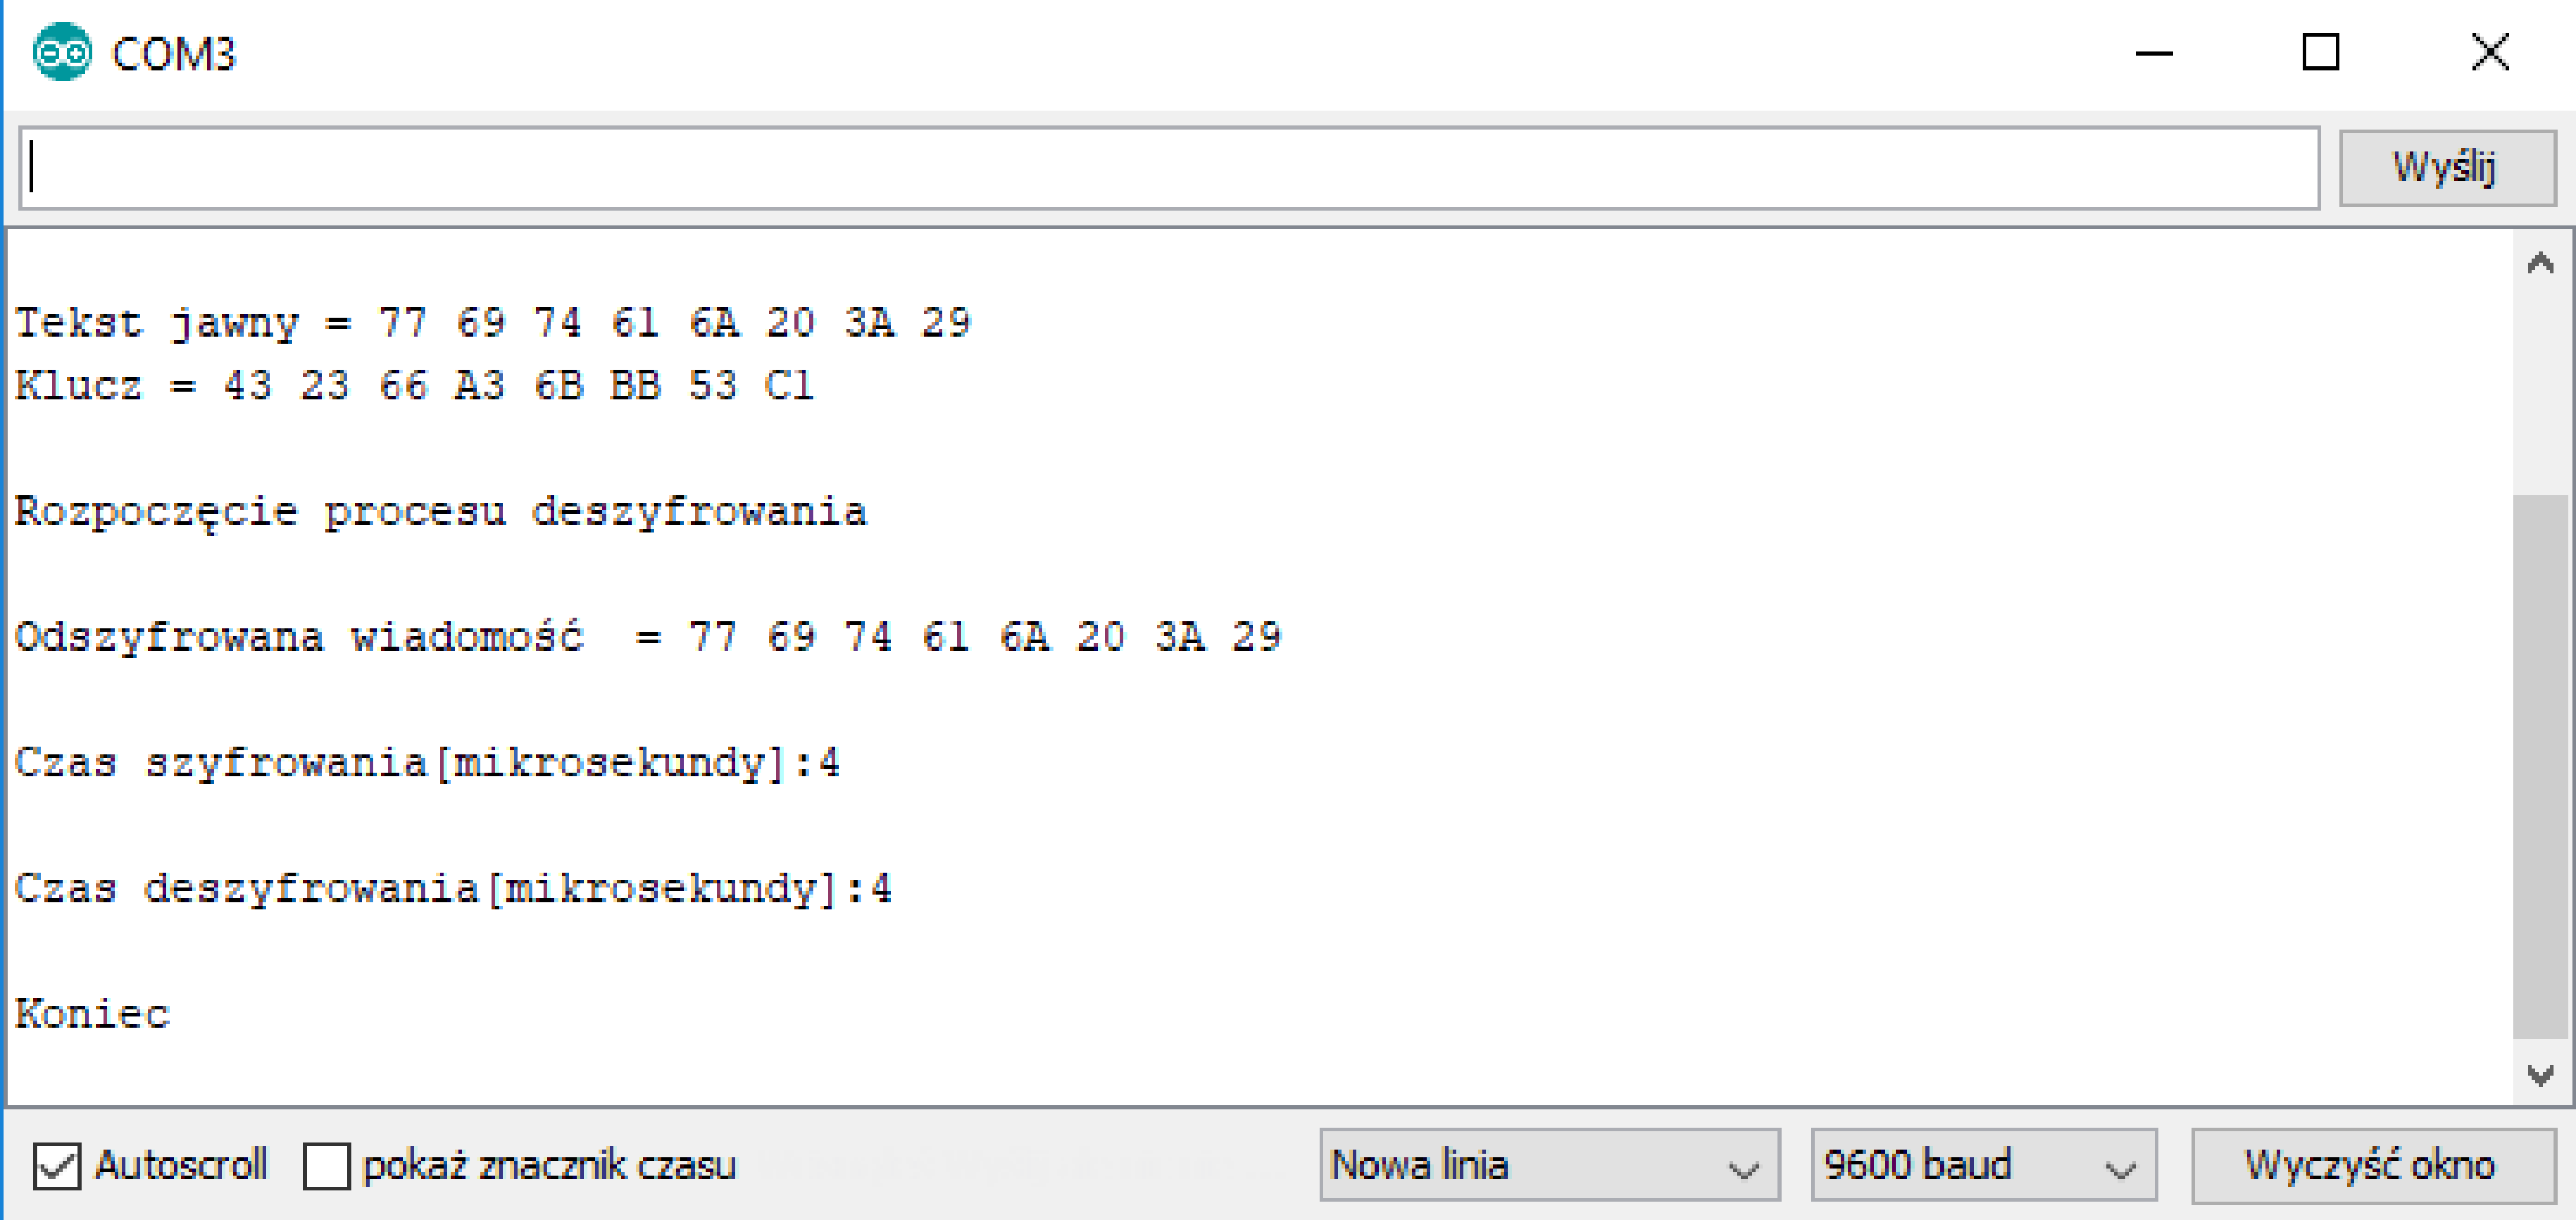 COM3
Wyślij
Tekst jawny = 77 69 74 61 6A 20 3A 29
Klucz = 43 23 66 A3 6B BB 53 C1
Rozpoczęcie procesu deszyfrowania
Odszyfrowana wiadomość  = 77 69 74 61 6A 20 3A 29
Czas szyfrowania[mikrosekundy]:4
Czas deszyfrowania[mikrosekundy]:4
Koniec
Autoscroll pokaż znacznik czasu Nowa linia 9600 baud Wyczyść okno